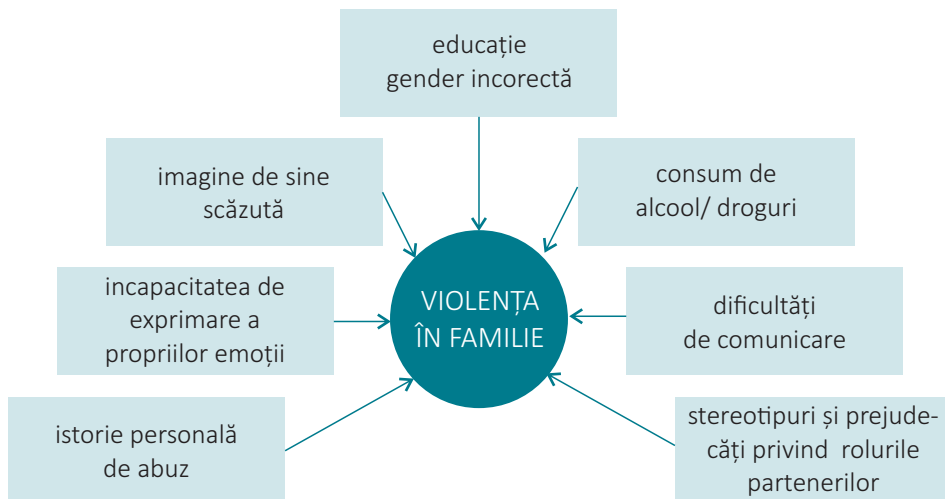 educație
gender incorectă
imagine de sine
scăzută
consum de
alcool/ droguri
incapacitatea de
exprimare a
propriilor emoții
VIOLENȚA
ÎN FAMILIE
dificultăți
de comunicare
istorie personală
de abuz
stereotipuri și prejude-
căți privind rolurile
partenerilor